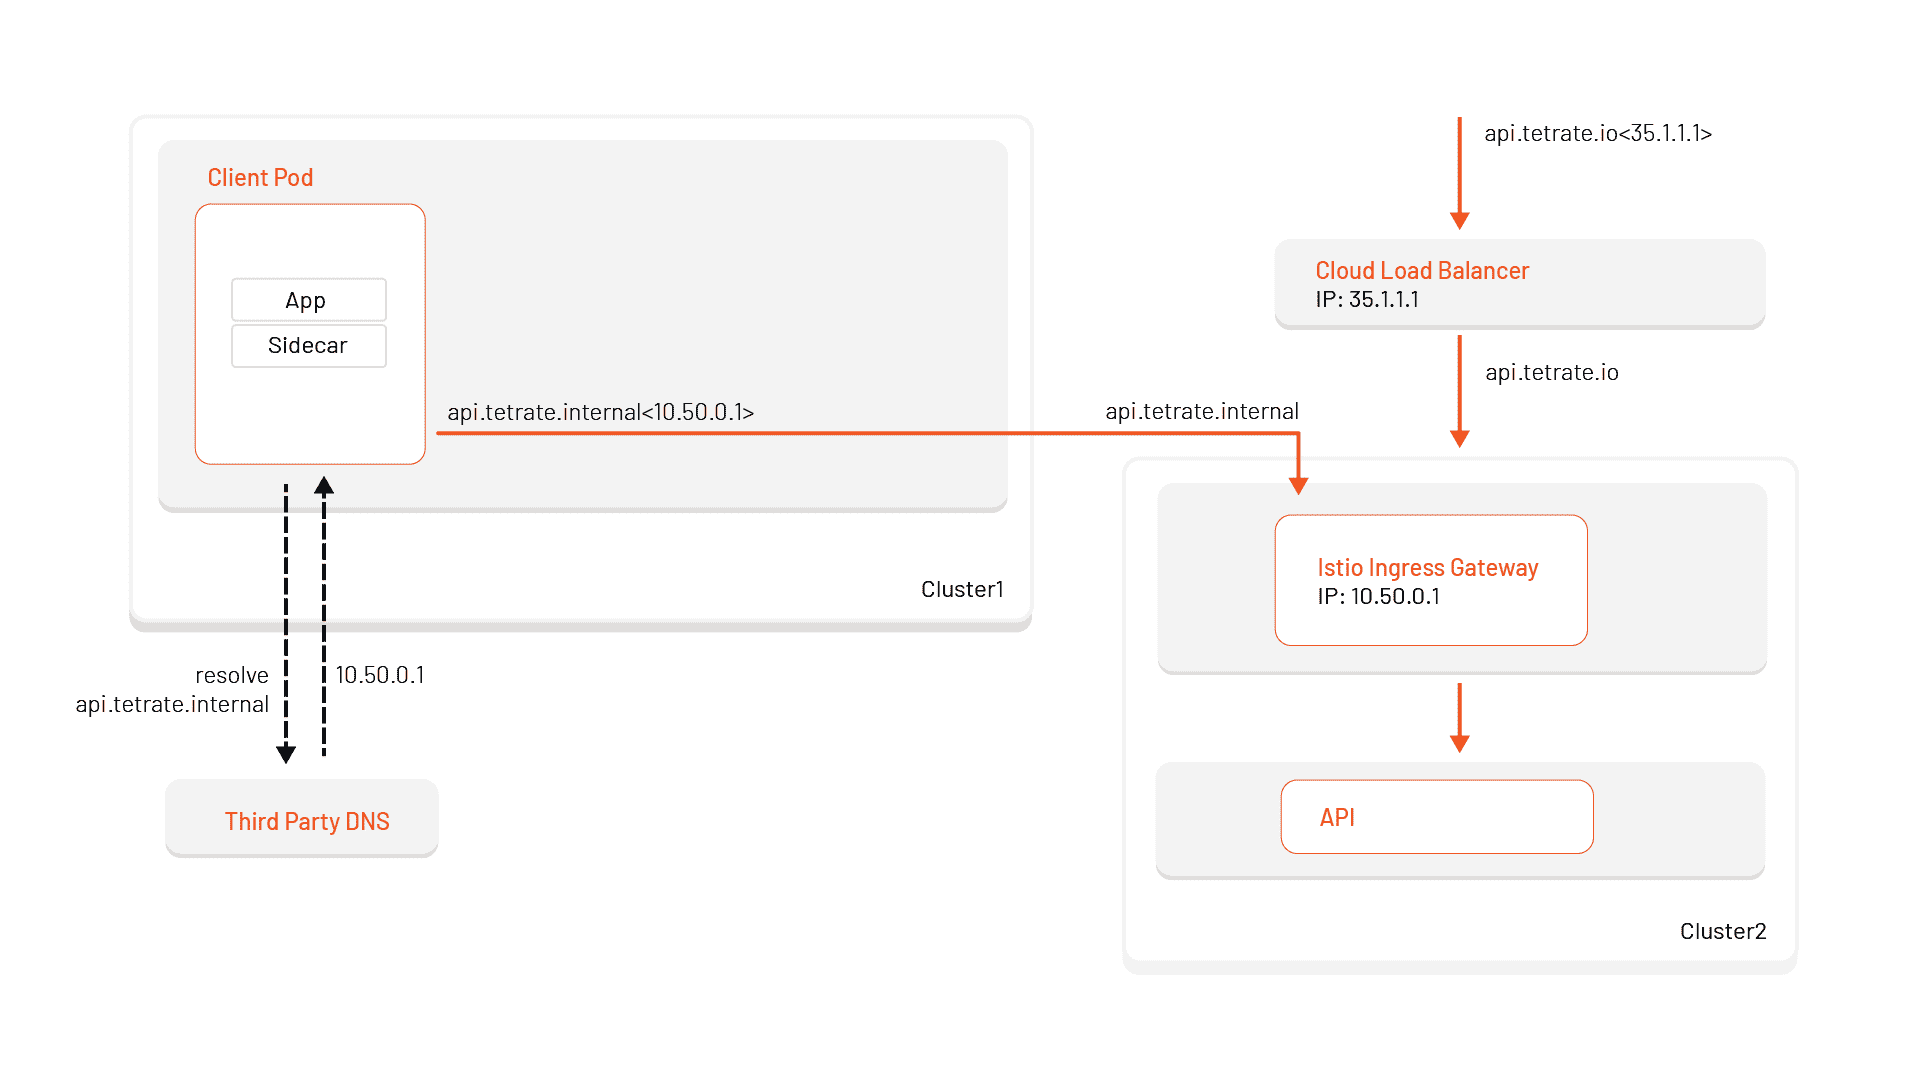 Client Pod
App
Sidecar
api.tetrate.internal<10.50.0.1>
api.tetrate.internal
Cluster1
resolve
api.tetrate.internal
10.50.0.1
Third Party DNS
api.tetrate.io<35.1.1.1>
Cloud Load Balancer
IP: 35.1.1.1
api.tetrate.io
Istio Ingress Gateway
IP: 10.50.0.1
API
Cluster2